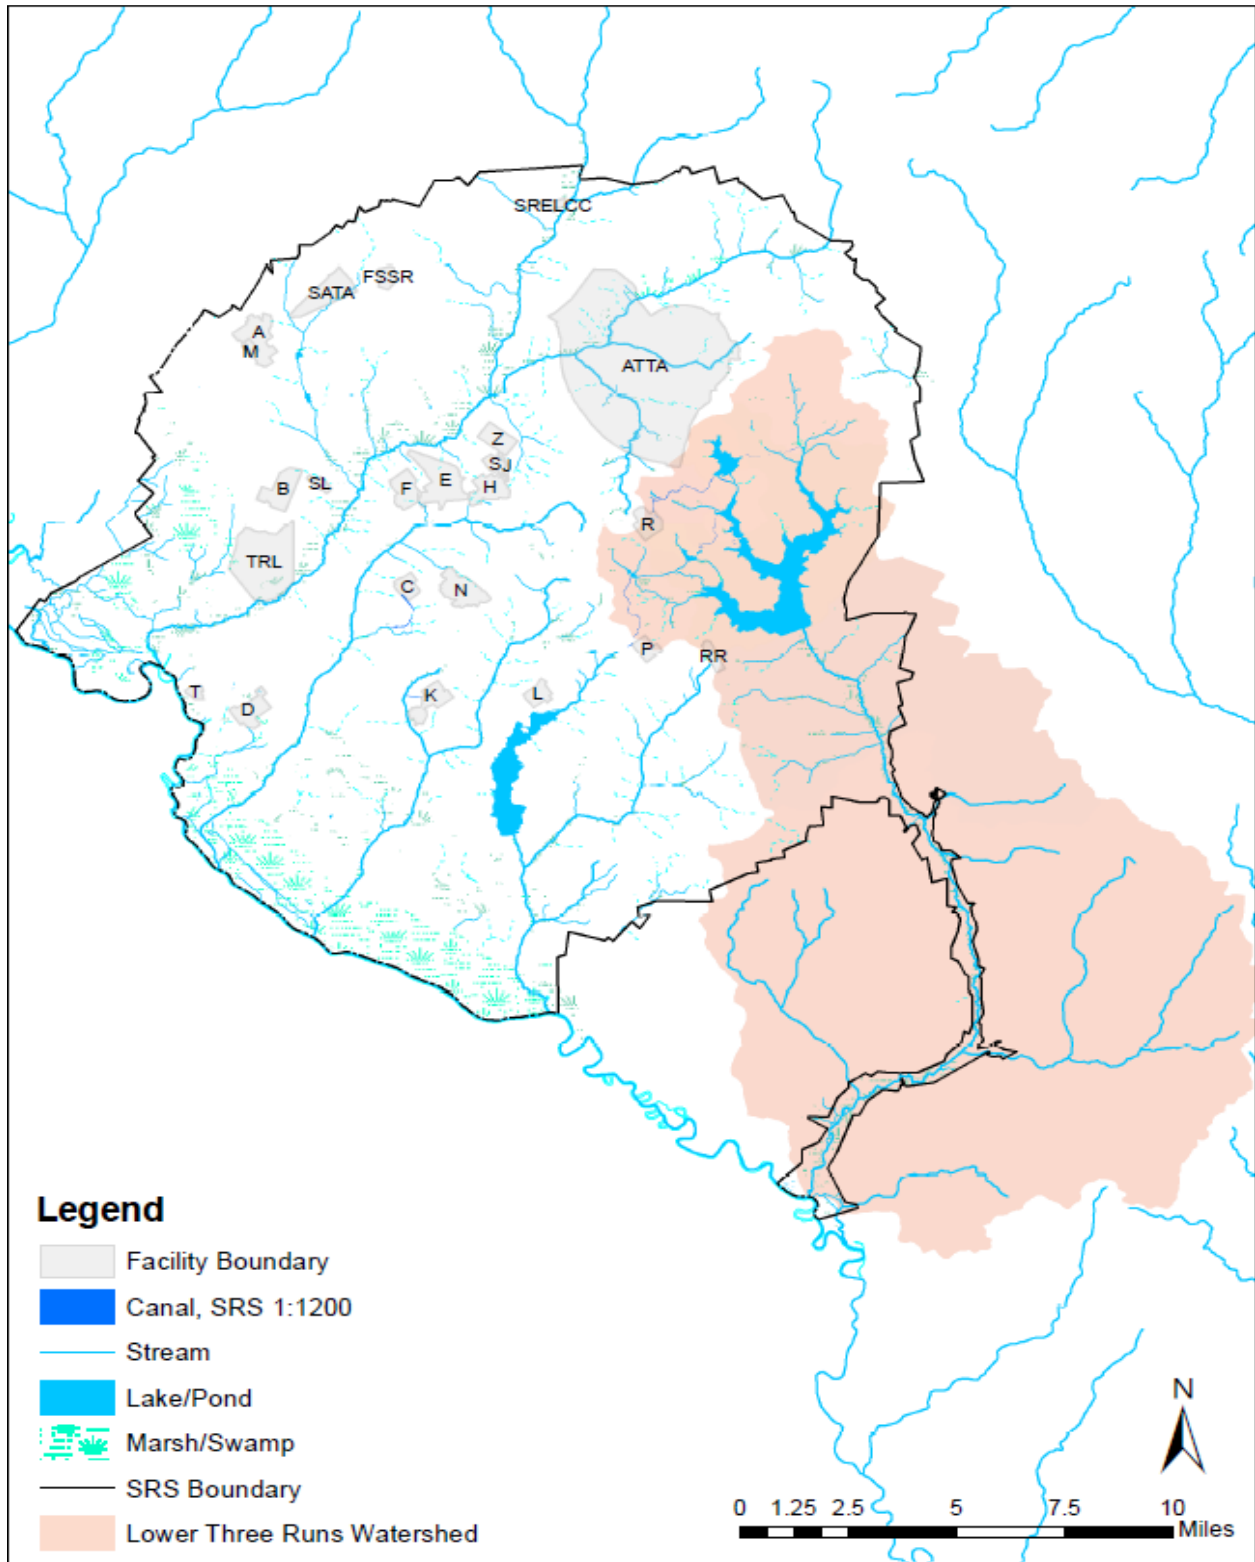 SRELCC
FSSR
SATA
A
M
ATTA
Z
S J
B
SL
F
E
H
R
TRL
C
N
P
RR
T
D
K
L
Legend
Facility Boundary
Canal, SRS 1:1200
Stream
Lake/Pond
Marsh/Swamp
SRS Boundary
Lower Three Runs Watershed
N
0 1.25 2.5 5 7.5 10
Miles